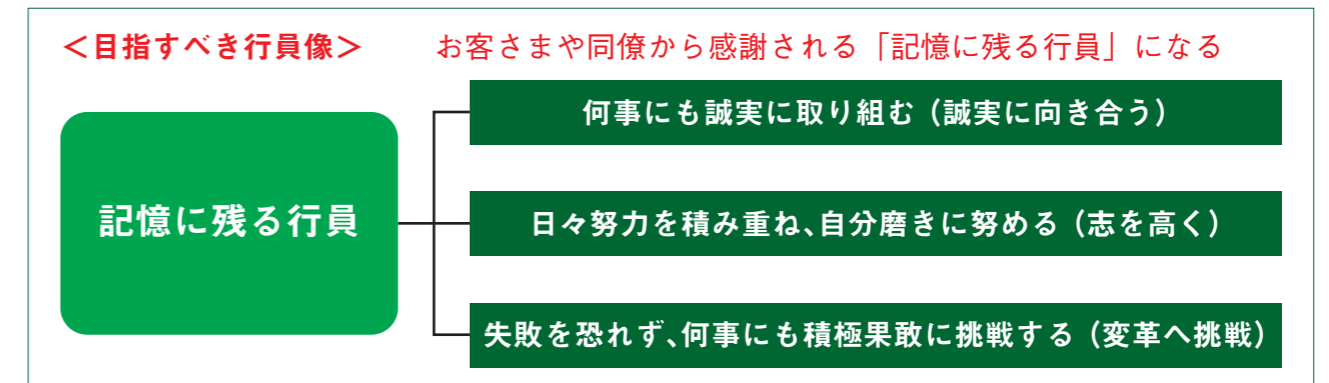 ＜目指すべき行員像＞ お客さまや同僚から感謝される「記憶に残る行員」になる
記憶に残る行員
何事にも誠実に取り組む（誠実に向き合う）
日々努力を積み重ね、自分磨きに努める（志を高く）
失敗を恐れず、何事にも積極果敢に挑戦する（変革へ挑戦）